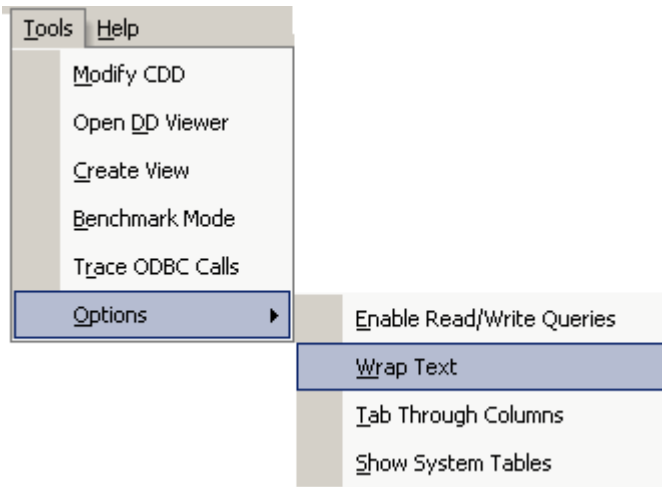 Tools Help
Modify CDD
Open DD Viewer
Create View
Benchmark Mode
Trace ODBC Calls
Options
Enable Read/Write Queries
Wrap Text
Tab Through Columns
Show System Tables